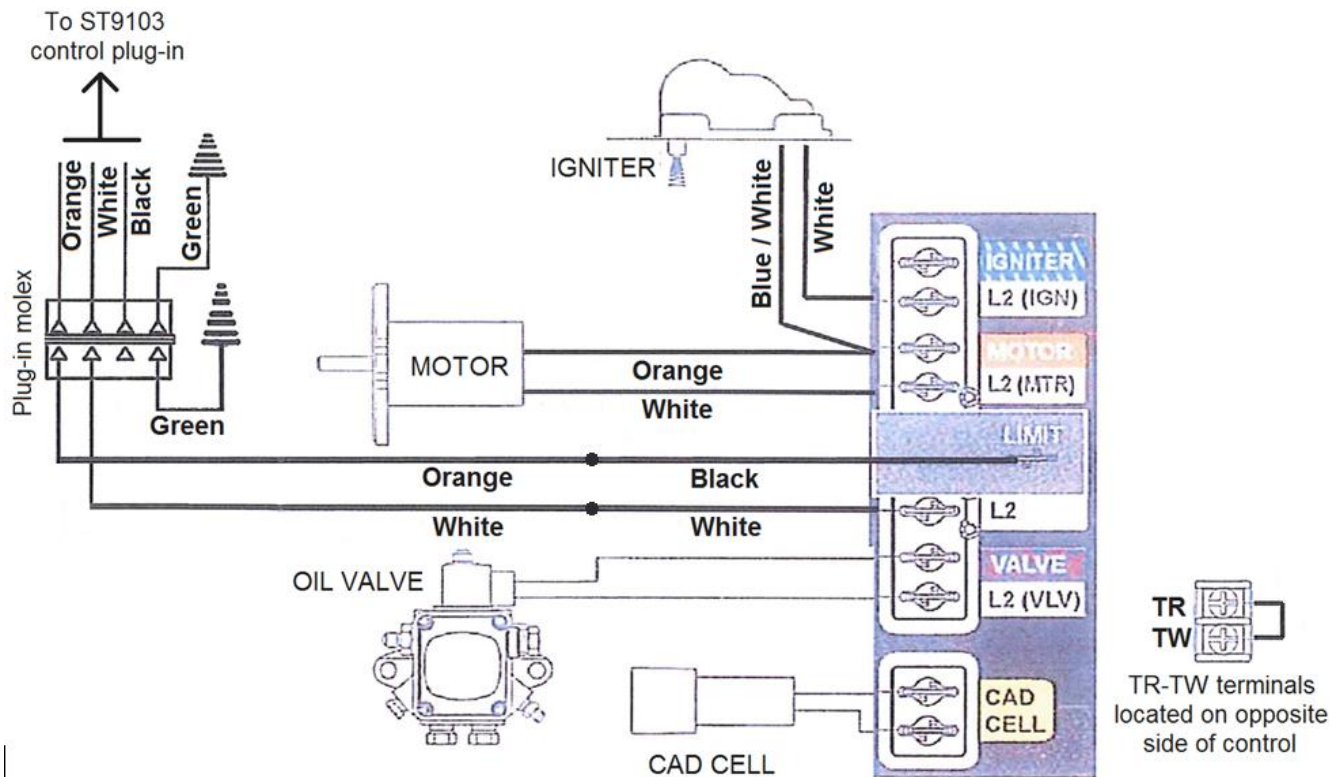 To ST9103
control plug-in
Orange
White
Black
Green
Plug-in molex
Green
IGNITER
Blue / White
White
MOTOR
Orange
White
Orange
Black
White
White
OIL VALVE
CAD CELL
IGNITER
L2 (IGN)
MOTOR
L2 (MTR)
LIMIT
L2
VALVE
L2 (VLV)
CAD
CELL
TR
TW
TR-TW terminals
located on opposite
side of control